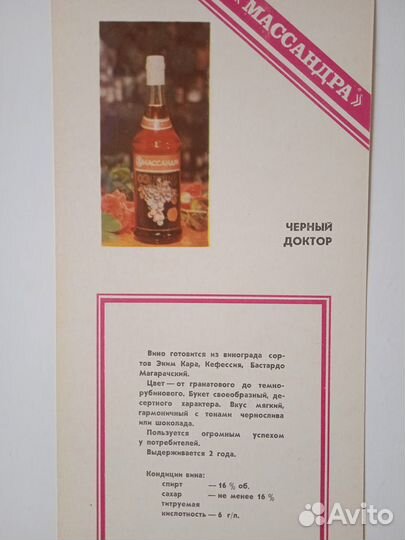 МАССАНДРА»
МАССАНДРА
ЧЕРНЫЙ
ДОКТОР
Вино готовится из винограда сор-
тов Эким Кара, Кефессия, Бастардо
Магарачский.
Цвет — от гранатового до темно-
рубинового. Букет своеобразный, де-
сертного характера. Вкус мягкий,
гармоничный с тонами чернослива
или шоколада.
Пользуется огромным успехом
у потребителей.
Выдерживается 2 года.
Кондиции вина:
спирт — 16 % об.
сахар — не менее 16 %
титруемая
кислотность — 6 г/л.
Avito